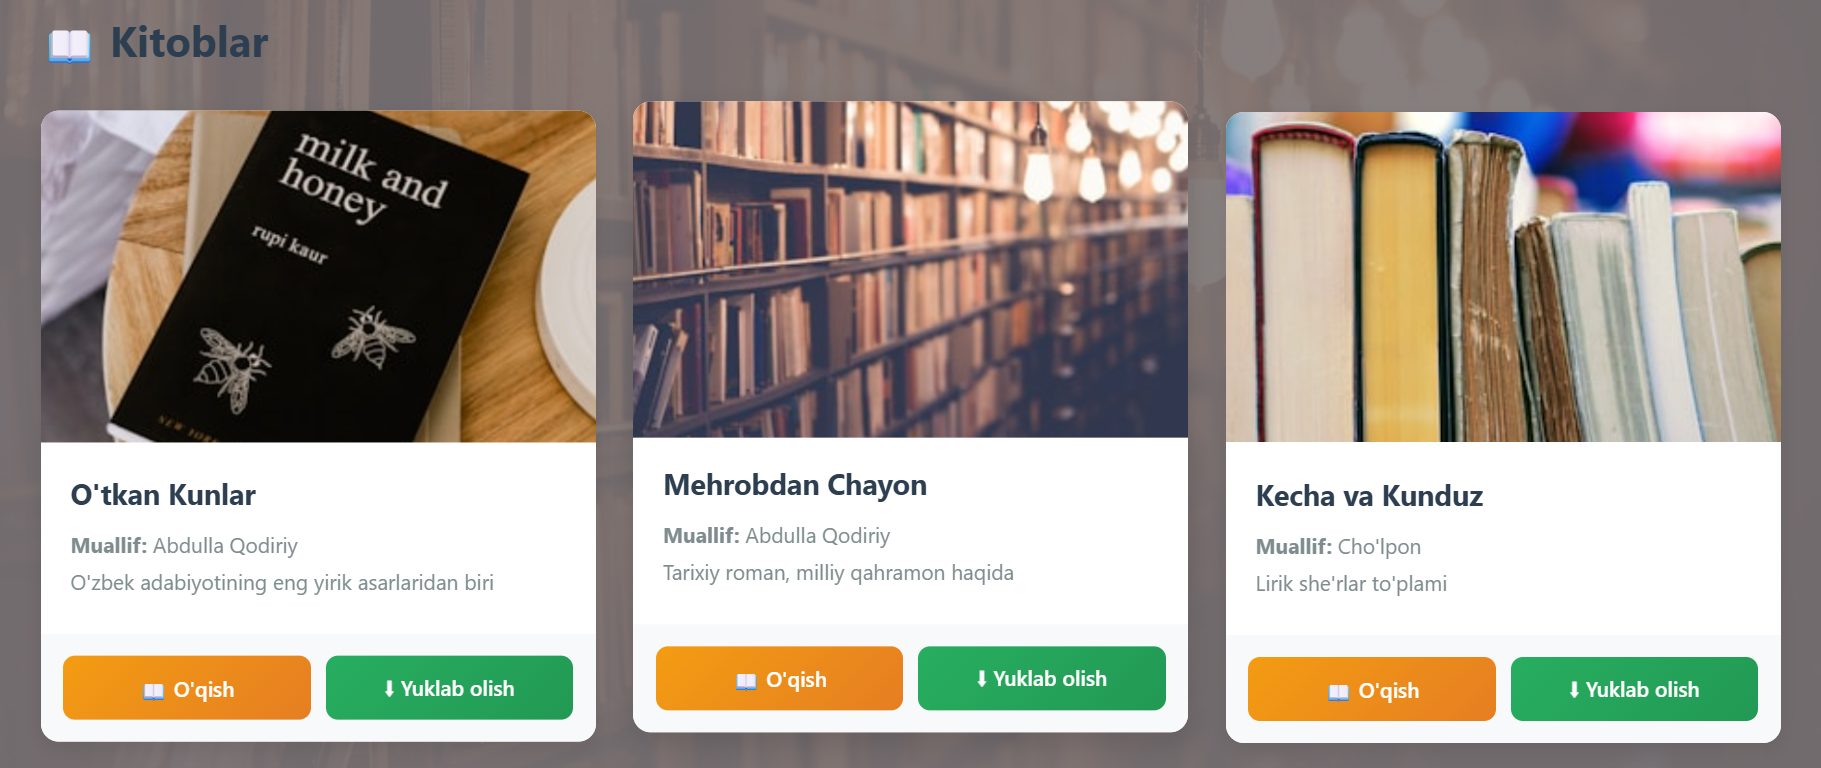 📖 Kitoblar
milk and
honey
rupi kaur
NEW YORK
O'tkan Kunlar
Muallif: Abdulla Qodiriy
O'zbek adabiyotining eng yirik asarlaridan biri
📖 O'qish
⬇ Yuklab olish
Mehrobdan Chayon
Muallif: Abdulla Qodiriy
Tarixiy roman, milliy qahramon haqida
📖 O'qish
⬇ Yuklab olish
Kecha va Kunduz
Muallif: Cho'lpon
Lirik she'rlar to'plami
📖 O'qish
⬇ Yuklab olish